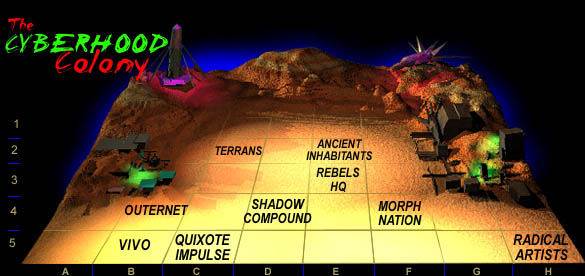 The
CYBERHOOD
Colony
1
2
TERRANS
ANCIENT
INHABITANTS
3
REBELS
HQ
4
OUTERNET
SHADOW
COMPOUND
MORPH
NATION
5
VIVO
QUIXOTE
IMPULSE
RADICAL
ARTISTS
A B C D E F G H